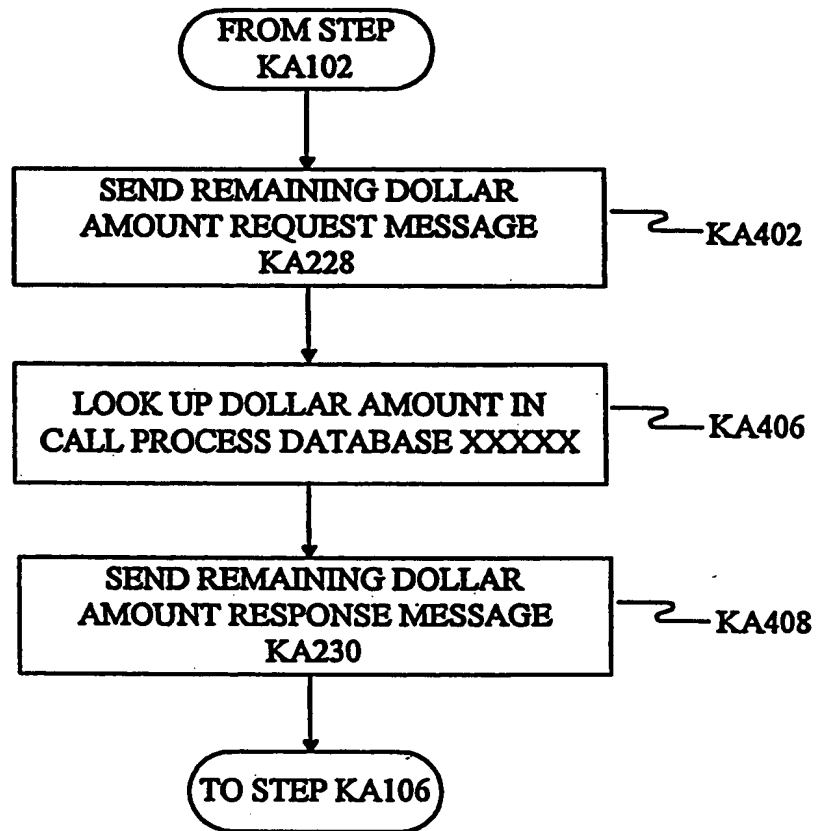 FROM STEP
KA102
SEND REMAINING DOLLAR
AMOUNT REQUEST MESSAGE
KA228
KA402
LOOK UP DOLLAR AMOUNT IN
CALL PROCESS DATABASE XXXXX
KA406
SEND REMAINING DOLLAR
AMOUNT RESPONSE MESSAGE
KA230
KA408
TO STEP KA106